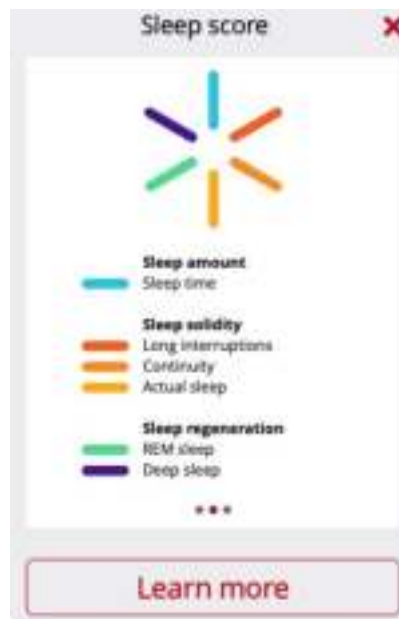 Sleep score
Sleep amount
Sleep time
Sleep solidity
Long interruptions
Continuity
Actual sleep
Sleep regeneration
REM sleep
Deep sleep
Learn more